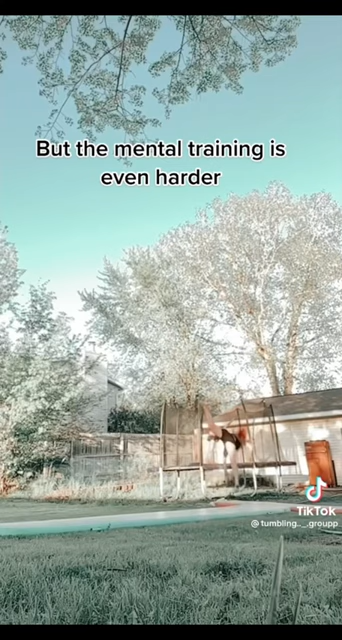 But the mental training is
even harder
TikTok
@ tumbling.._.groupp